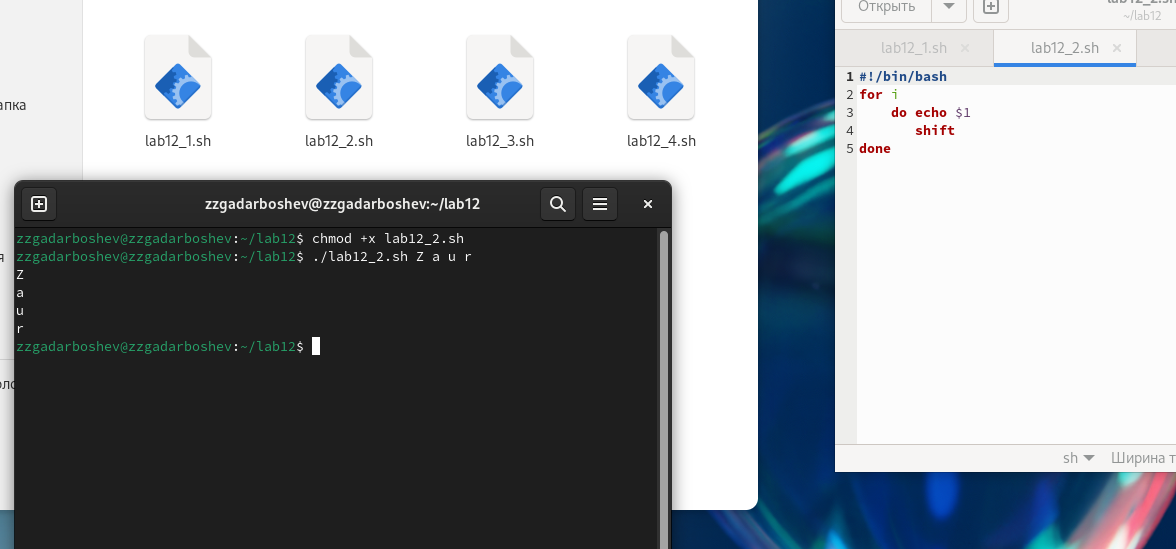 Открыть
~/lab12
lab12_1.sh ×
lab12_2.sh ×
lab12_1.sh
lab12_2.sh
lab12_3.sh
lab12_4.sh
1 #!/bin/bash
2 for i
3     do echo $1
4        shift
5 done
zzgadarboshev@zzgadarboshev:~/lab12
zzgadarboshev@zzgadarboshev:~/lab12$ chmod +x lab12_2.sh
zzgadarboshev@zzgadarboshev:~/lab12$ ./lab12_2.sh Z a u r
Z
a
u
r
zzgadarboshev@zzgadarboshev:~/lab12$
sh
Ширина т